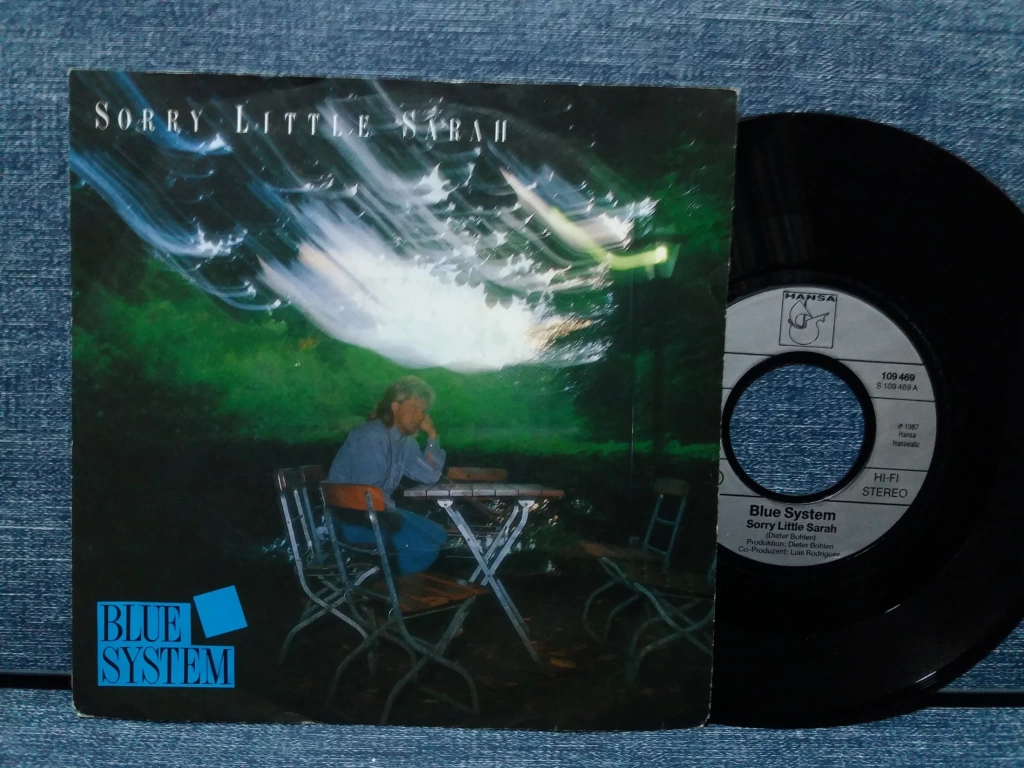 SORRY LITTLE SARAH
BLUE
SYSTEM
HANSA
109 469
S 109 469 A
℗ 1987
Hansa
HI-FI
STEREO
Blue System
Sorry Little Sarah
(Dieter Bohlen)
Produktion: Dieter Bohlen
Co-Produzent: Luis Rodriguez